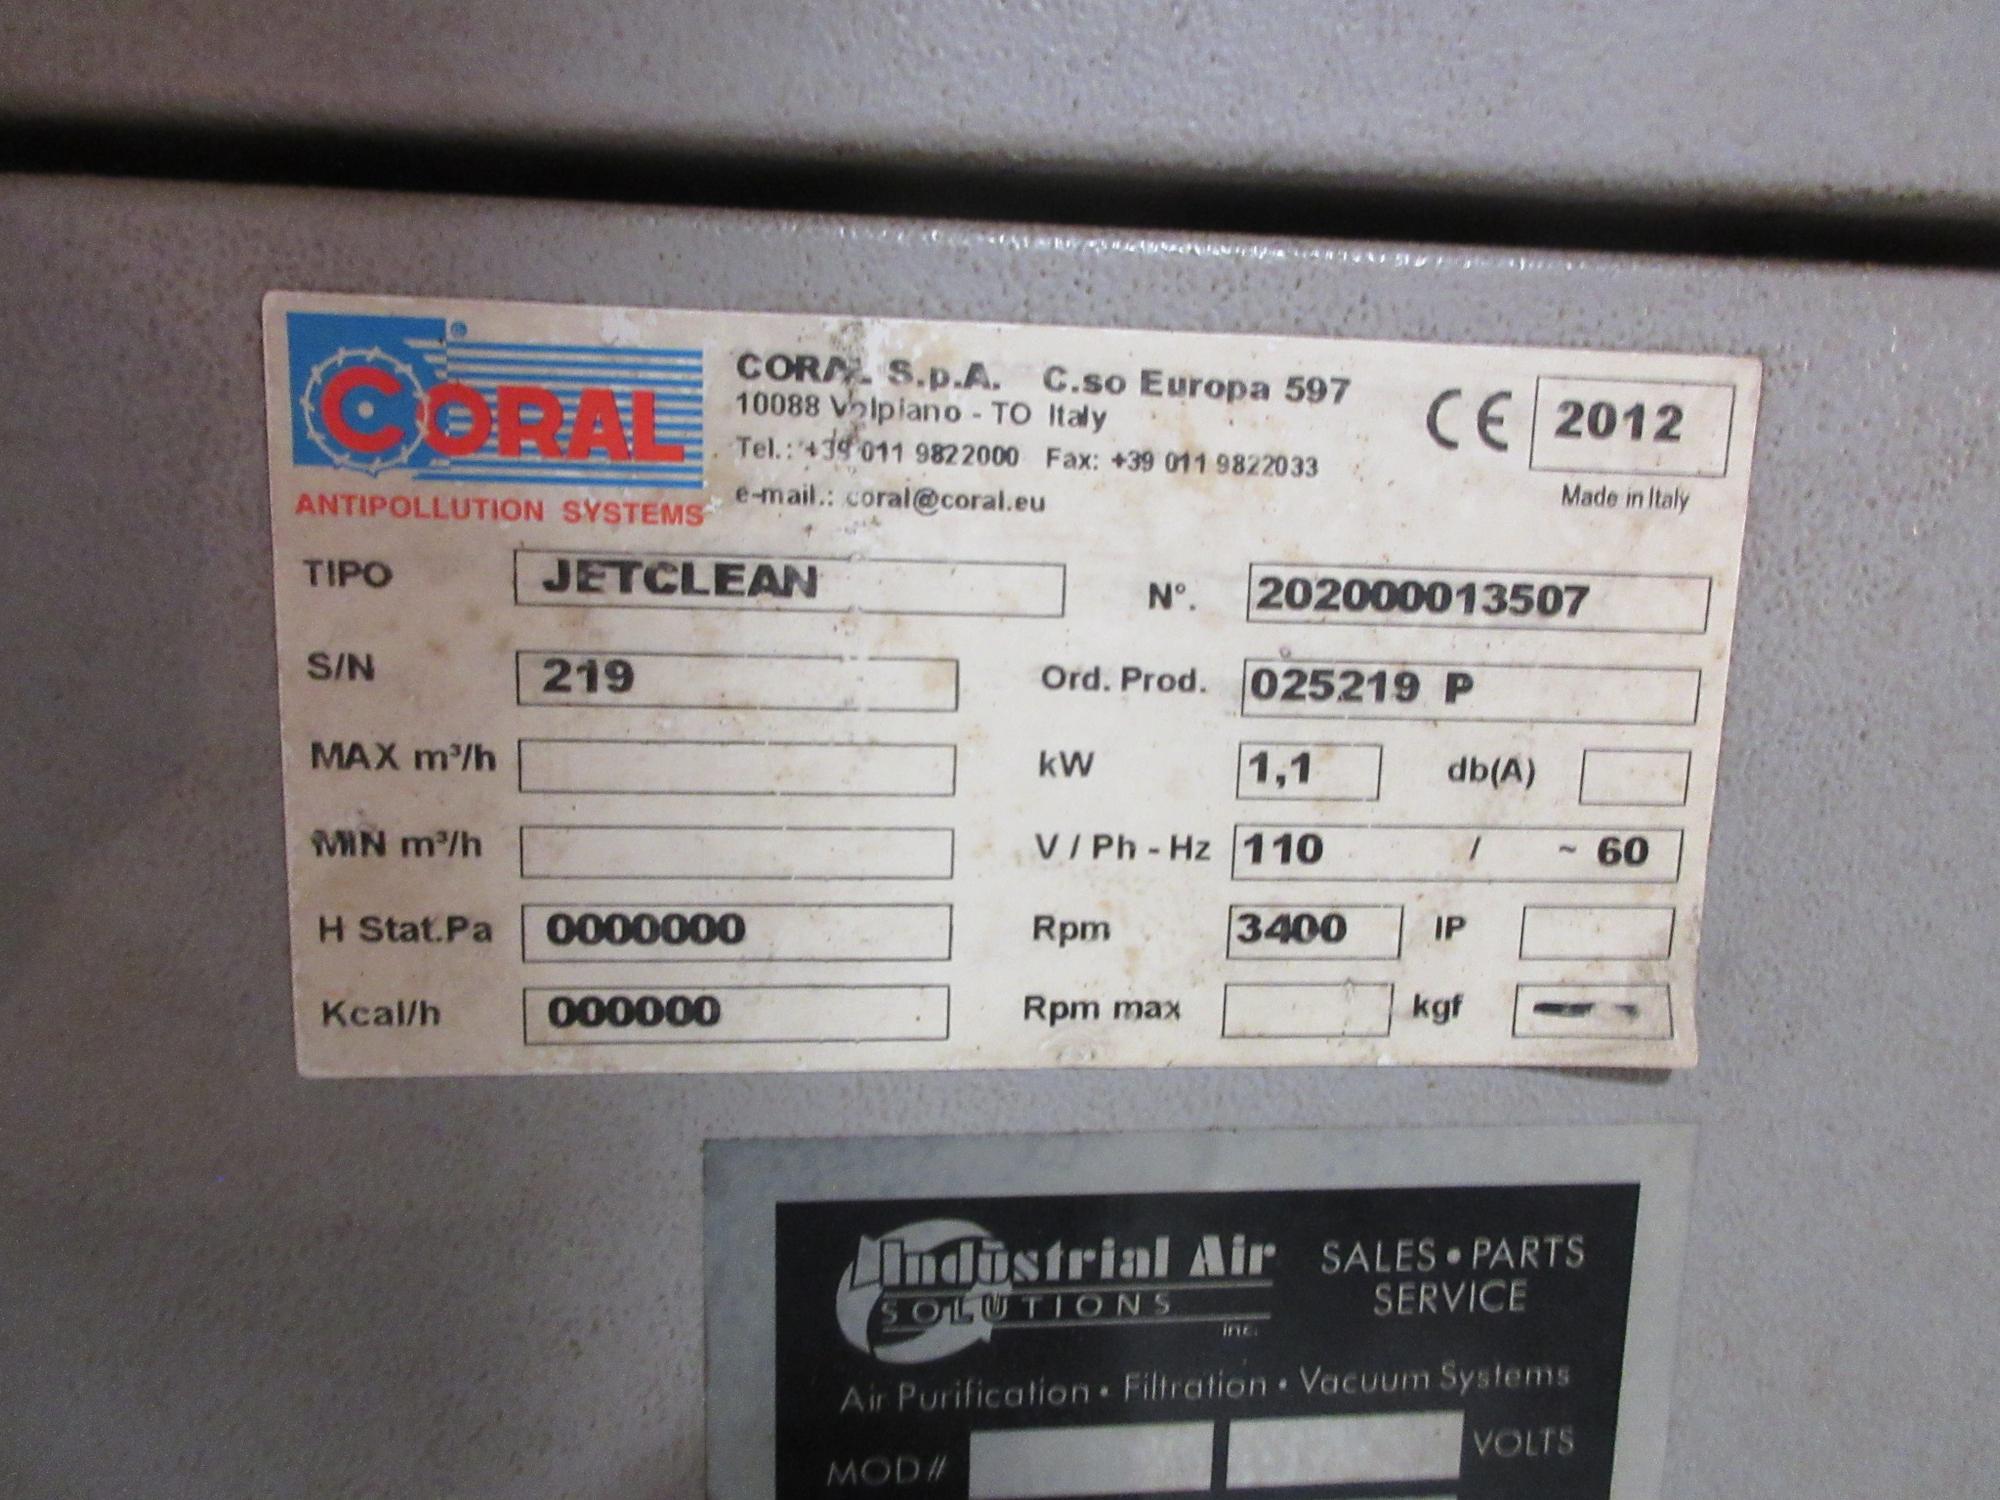 CORAL®
ANTIPOLLUTION SYSTEMS
CORAL S.p.A. C.so Europa 597
10088 Volpiano - TO Italy
Tel.: +39 011 9822000 Fax: +39 011 9822033
e-mail.: coral@coral.eu
CE 2012
Made in Italy
TIPO JETCLEAN N°. 202000013507
S/N 219 Ord. Prod. 025219 P
MAX m³/h kW 1,1 db(A)
MIN m³/h V / Ph - Hz 110 / ~ 60
H Stat.Pa 0000000 Rpm 3400 IP
Kcal/h 000000 Rpm max kgf
Industrial Air
SOLUTIONS
inc.
SALES • PARTS
SERVICE
Air Purification • Filtration • Vacuum Systems
MOD# VOLTS